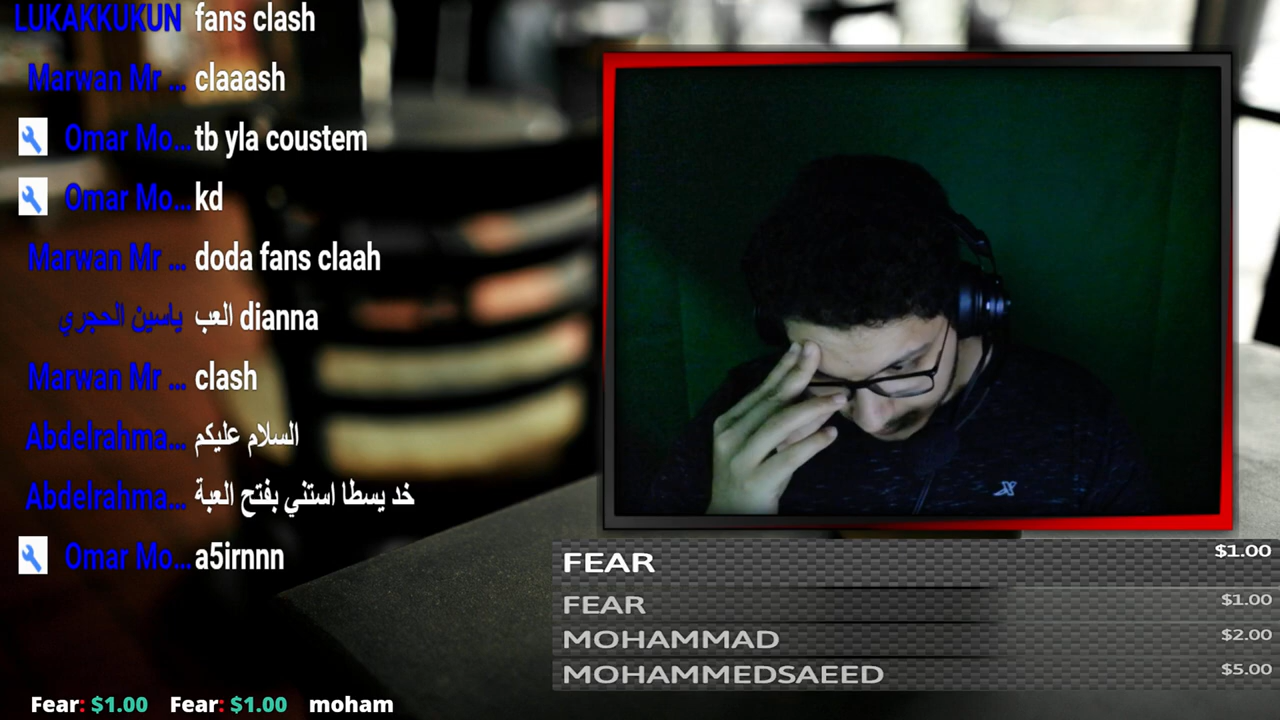 LUKAKKUKUN fans clash
Marwan Mr ... claaash
Omar Mo... tb yla coustem
Omar Mo... kd
Marwan Mr ... doda fans claah
ياسين الحجري العب dianna
Marwan Mr ... clash
Abdelrahma... السلام عليكم
Abdelrahma... خد يسطا استني بفتح العبة
Omar Mo... a5irnnn
FEAR $1.00
FEAR $1.00
MOHAMMAD $2.00
MOHAMMEDSAEED $5.00
Fear: $1.00 Fear: $1.00 moham